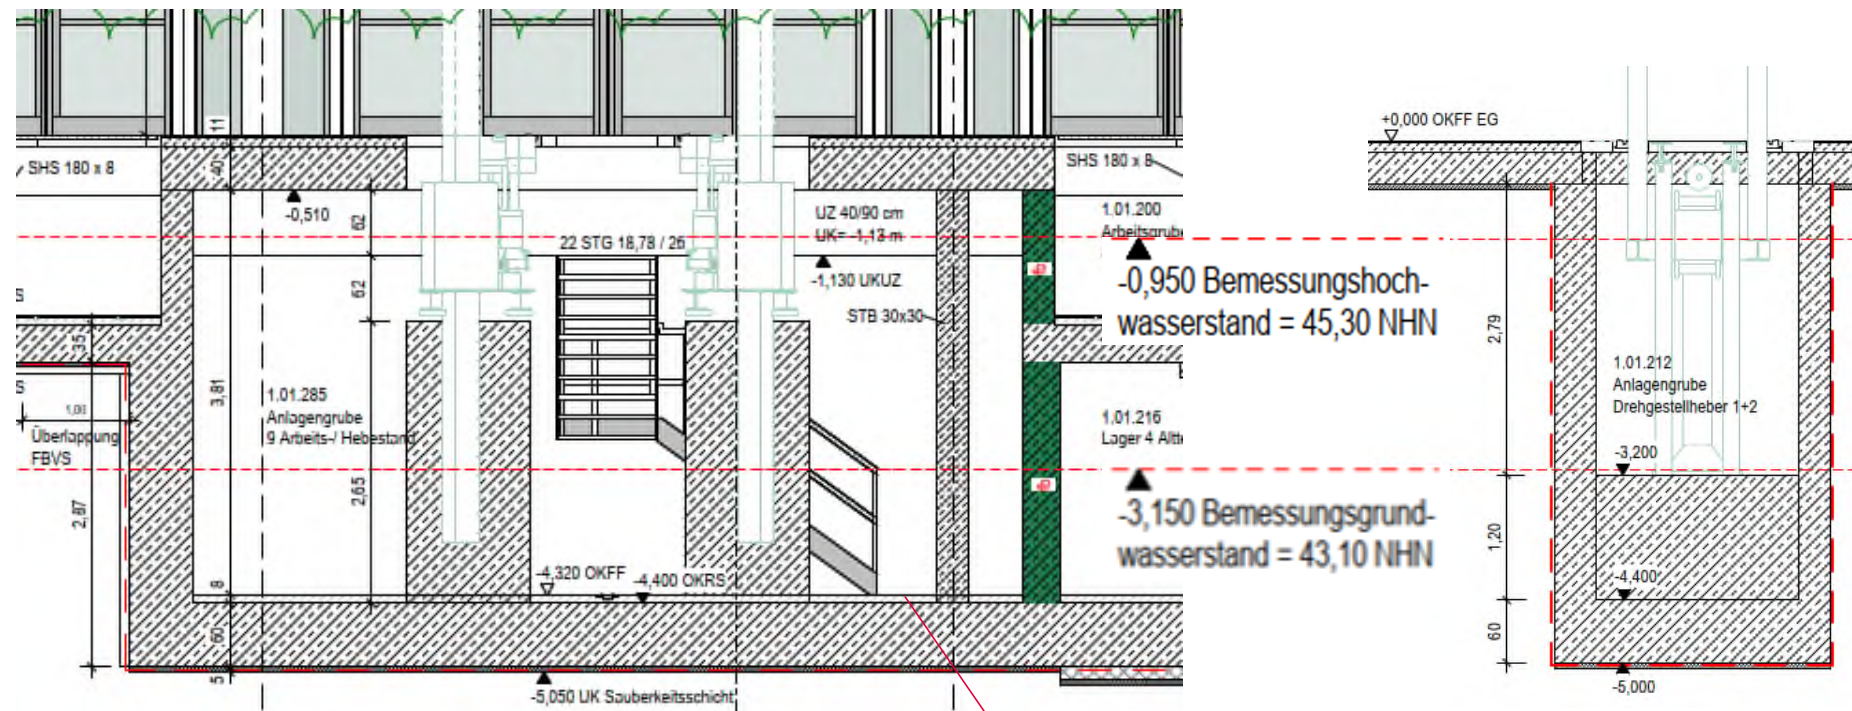 11
40
SHS 180 x 8
-0,510
62
22 STG 18,78 / 26
UZ 40/90 cm
UK= -1,13 m
-1,130 UKUZ
62
STB 30x30
SHS 180 x 8
1.01.200
Arbeitsgrube
35
3,81
1,00
Überlappung
FBVS
2,87
1.01.285
Anlagengrube
9 Arbeits-/ Hebestand
2,65
1.01.216
Lager 4 Altte
8
-4,320 OKFF
-4,400 OKRS
60
5
-5,050 UK Sauberkeitsschicht
-0,950 Bemessungshoch-
wasserstand = 45,30 NHN
-3,150 Bemessungsgrund-
wasserstand = 43,10 NHN
+0,000 OKFF EG
2,79
1.01.212
Anlagengrube
Drehgestellheber 1+2
-3,200
1,20
-4,400
60
-5,000